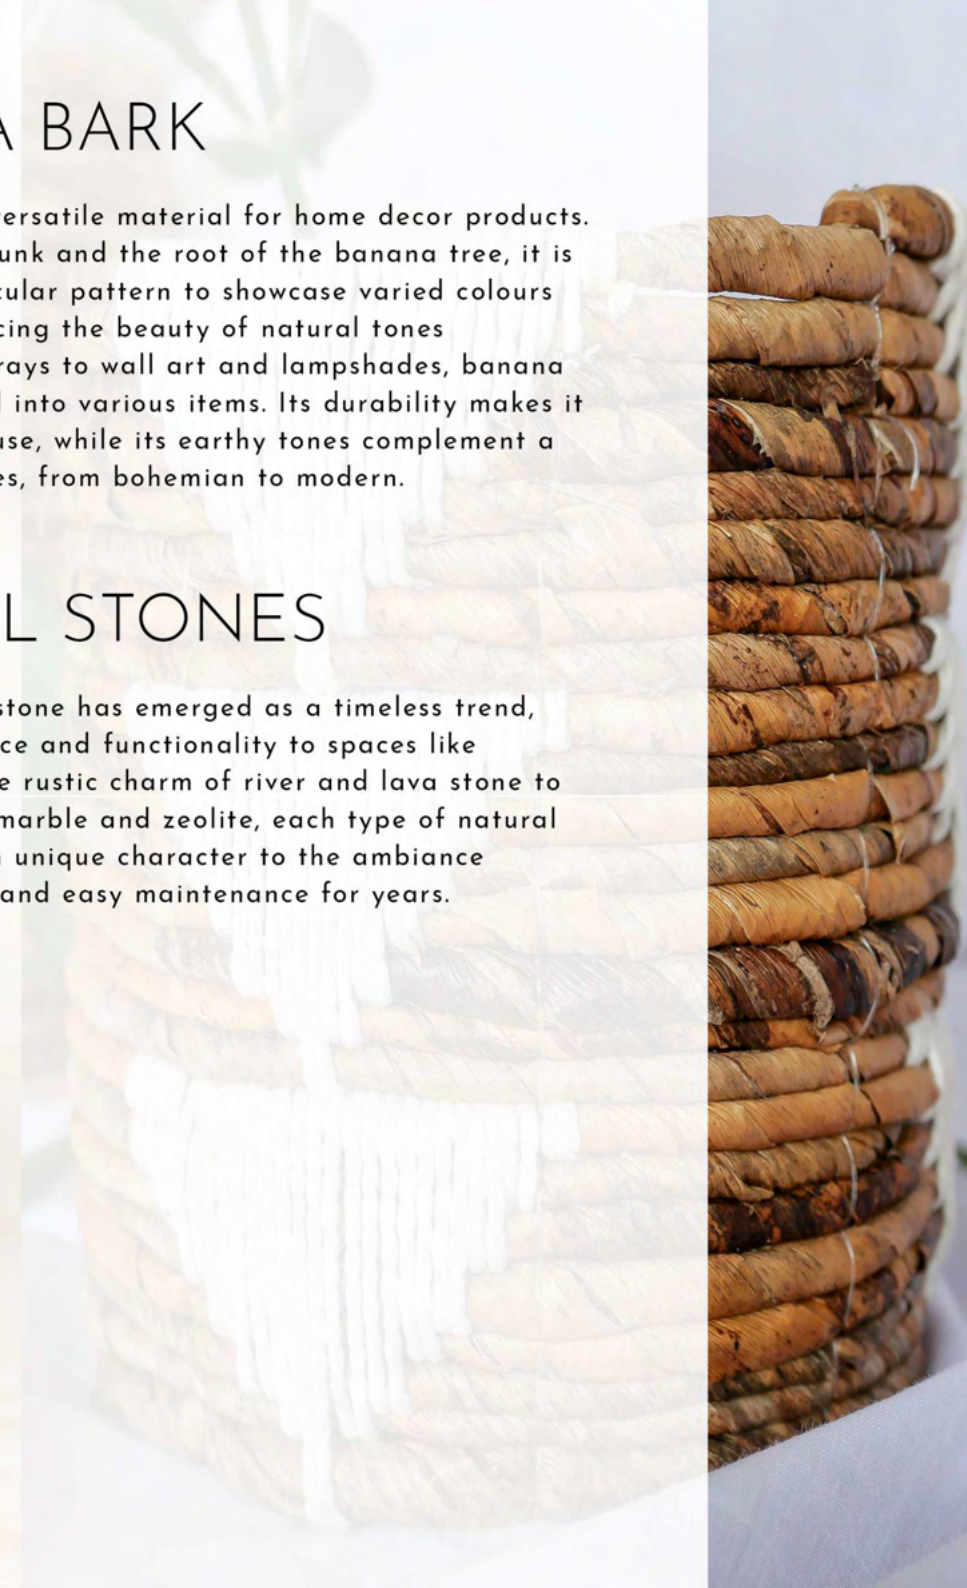 A BARK
ersatile material for home decor products.
unk and the root of the banana tree, it is
cular pattern to showcase varied colours
cing the beauty of natural tones
rays to wall art and lampshades, banana
into various items. Its durability makes it
use, while its earthy tones complement a
es, from bohemian to modern.
L STONES
stone has emerged as a timeless trend,
ce and functionality to spaces like
e rustic charm of river and lava stone to
marble and zeolite, each type of natural
unique character to the ambiance
and easy maintenance for years.